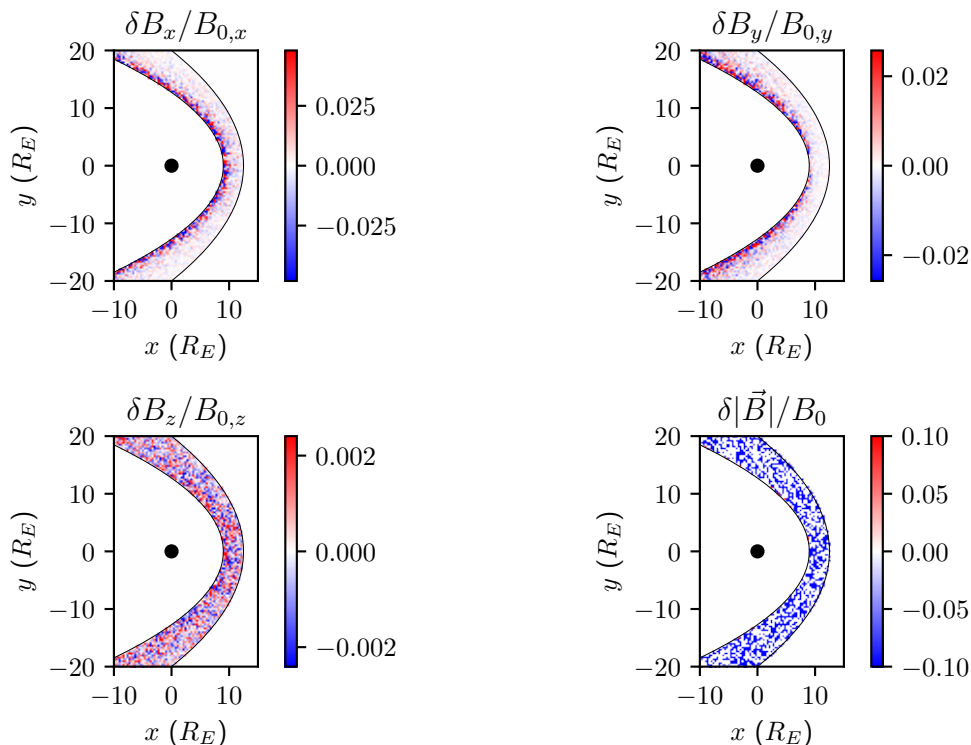 δB_x/B_{0,x}
20
10
0
−10
−20
y (R_E)
−10 0 10
x (R_E)
0.025
0.000
−0.025
δB_y/B_{0,y}
20
10
0
−10
−20
y (R_E)
−10 0 10
x (R_E)
0.02
0.00
−0.02
δB_z/B_{0,z}
20
10
0
−10
−20
y (R_E)
−10 0 10
x (R_E)
0.002
0.000
−0.002
δ|\vec{B}|/B_0
20
10
0
−10
−20
y (R_E)
−10 0 10
x (R_E)
0.10
0.05
0.00
−0.05
−0.10